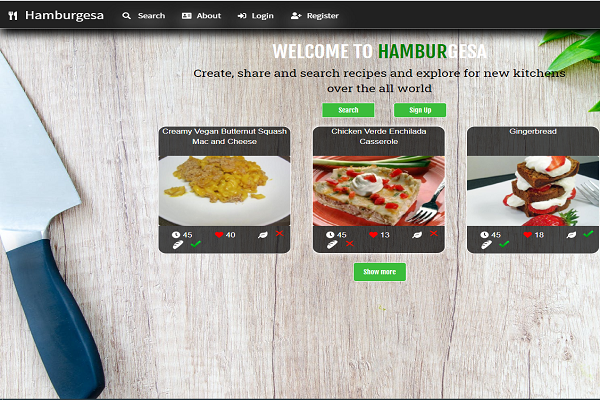 Hamburgesa Search About Login Register
WELCOME TO HAMBURGESA
Create, share and search recipes and explore for new kitchens
over the all world
Search Sign Up
Creamy Vegan Butternut Squash
Mac and Cheese
45 40
Chicken Verde Enchilada
Casserole
45 13
Gingerbread
45 18
Show more